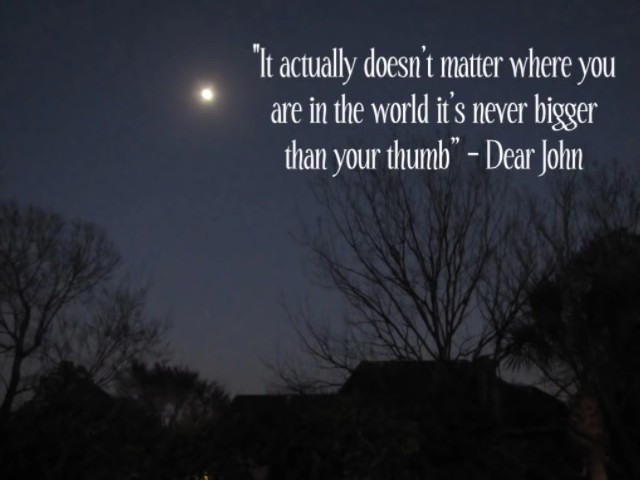 "It actually doesn't matter where you
are in the world it's never bigger
than your thumb" - Dear John